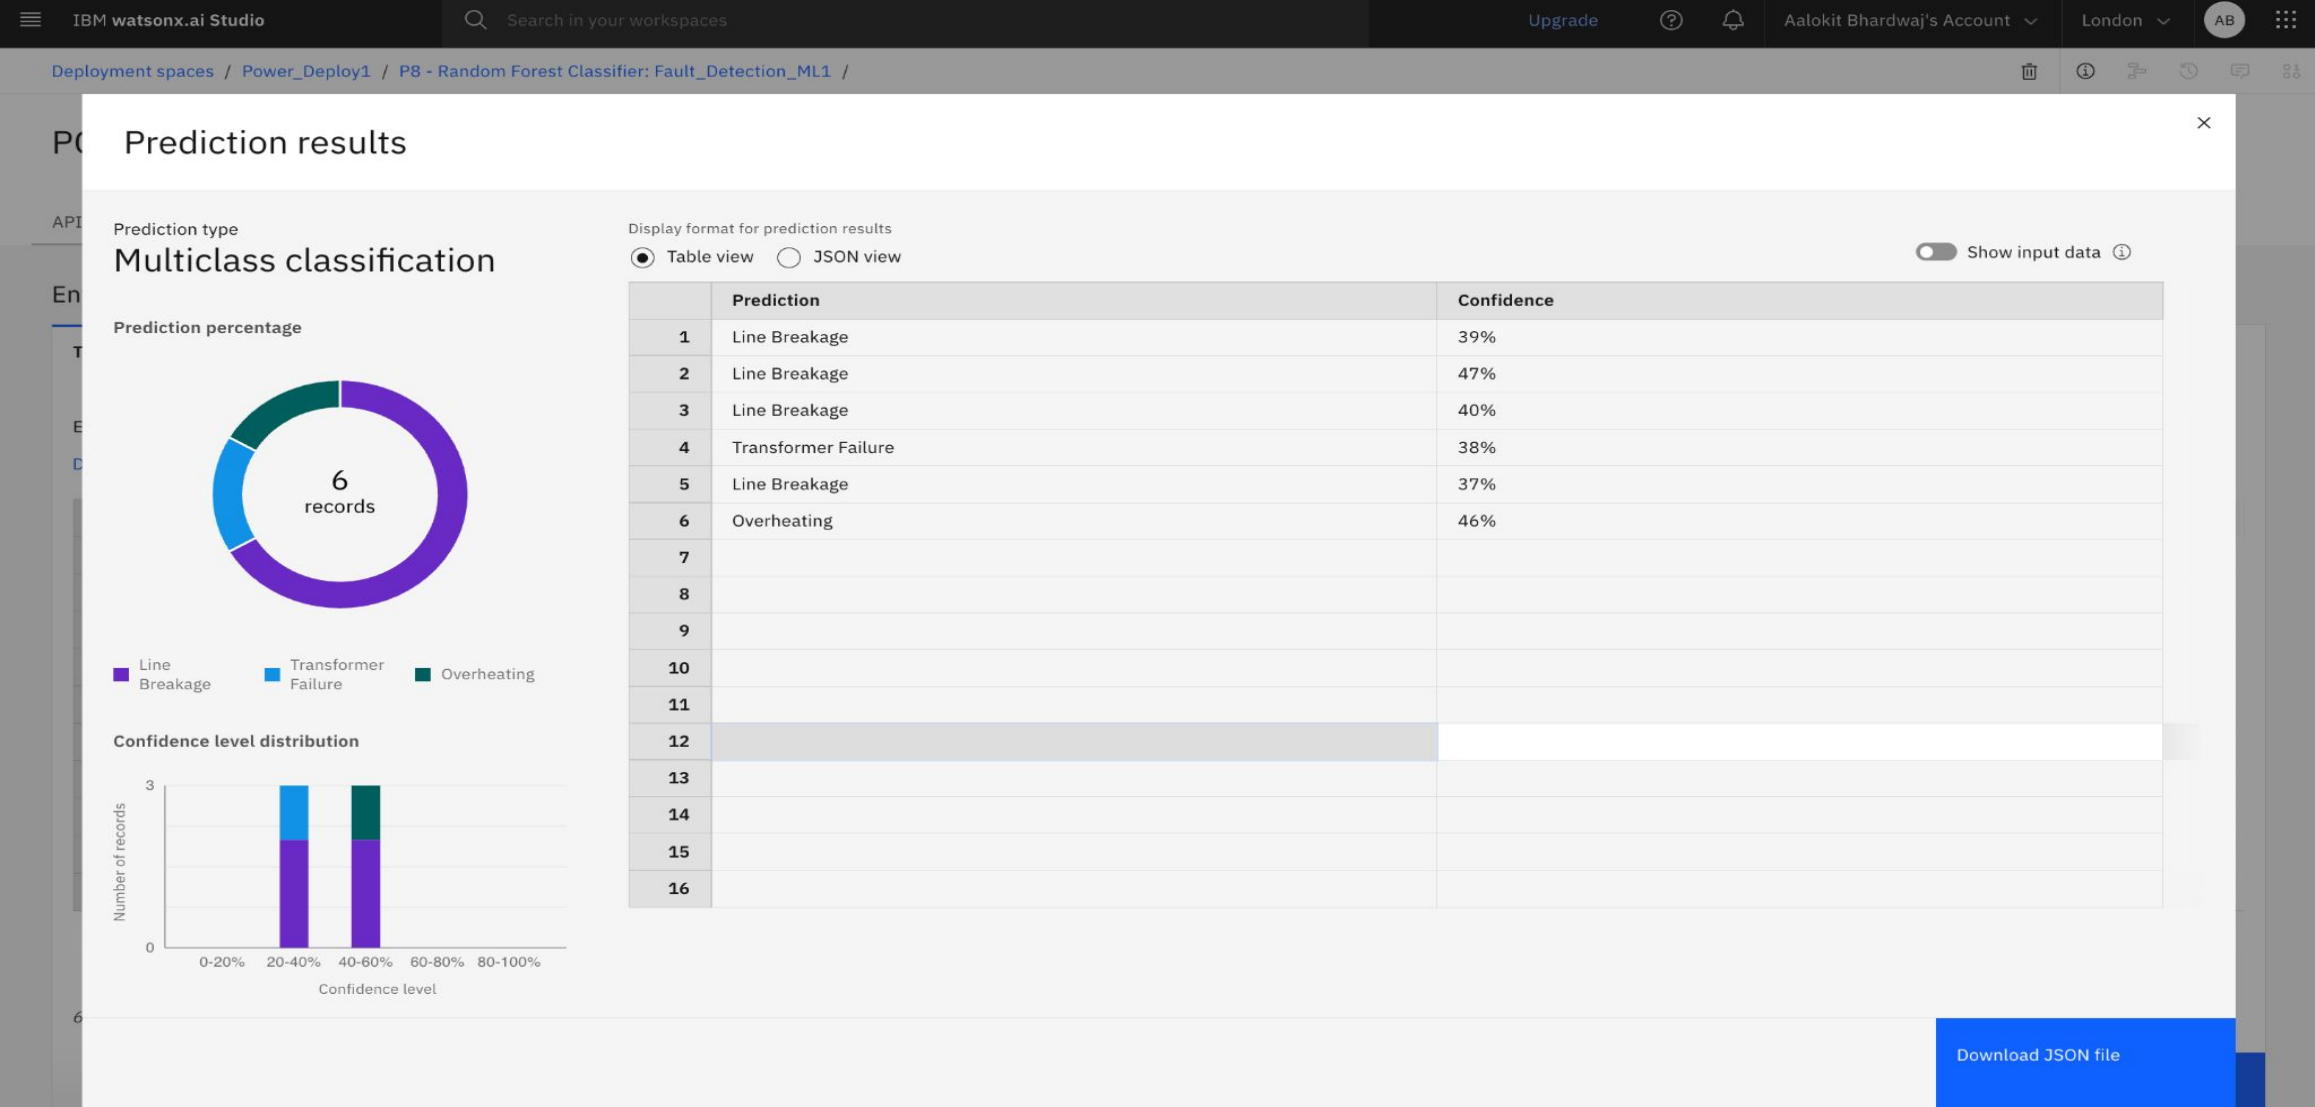 IBM watsonx.ai Studio
Search in your workspaces
Upgrade
Aalokit Bhardwaj's Account
London
AB
Deployment spaces / Power_Deploy1 / P8 - Random Forest Classifier: Fault_Detection_ML1 /
Prediction results
API
En
Prediction type
Multiclass classification
Prediction percentage
6
records
Line Breakage
Transformer Failure
Overheating
Confidence level distribution
Number of records
3
0
0-20% 20-40% 40-60% 60-80% 80-100%
Confidence level
Display format for prediction results
Table view JSON view
Show input data
Prediction Confidence
1 Line Breakage 39%
2 Line Breakage 47%
3 Line Breakage 40%
4 Transformer Failure 38%
5 Line Breakage 37%
6 Overheating 46%
7
8
9
10
11
12
13
14
15
16
Download JSON file